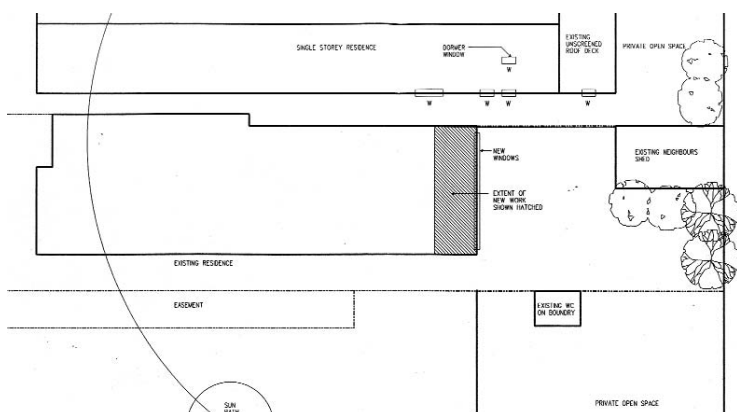 SINGLE STOREY RESIDENCE
DORMER
WINDOW
W
EXISTING
UNSCREENED
ROOF DECK
PRIVATE OPEN SPACE
W
W
W
W
NEW
WINDOWS
EXISTING NEIGHBOURS
SHED
EXTENT OF
NEW WORK
SHOWN HATCHED
EXISTING RESIDENCE
EASEMENT
EXISTING WC
ON BOUNDRY
SUN
PATH
PRIVATE OPEN SPACE